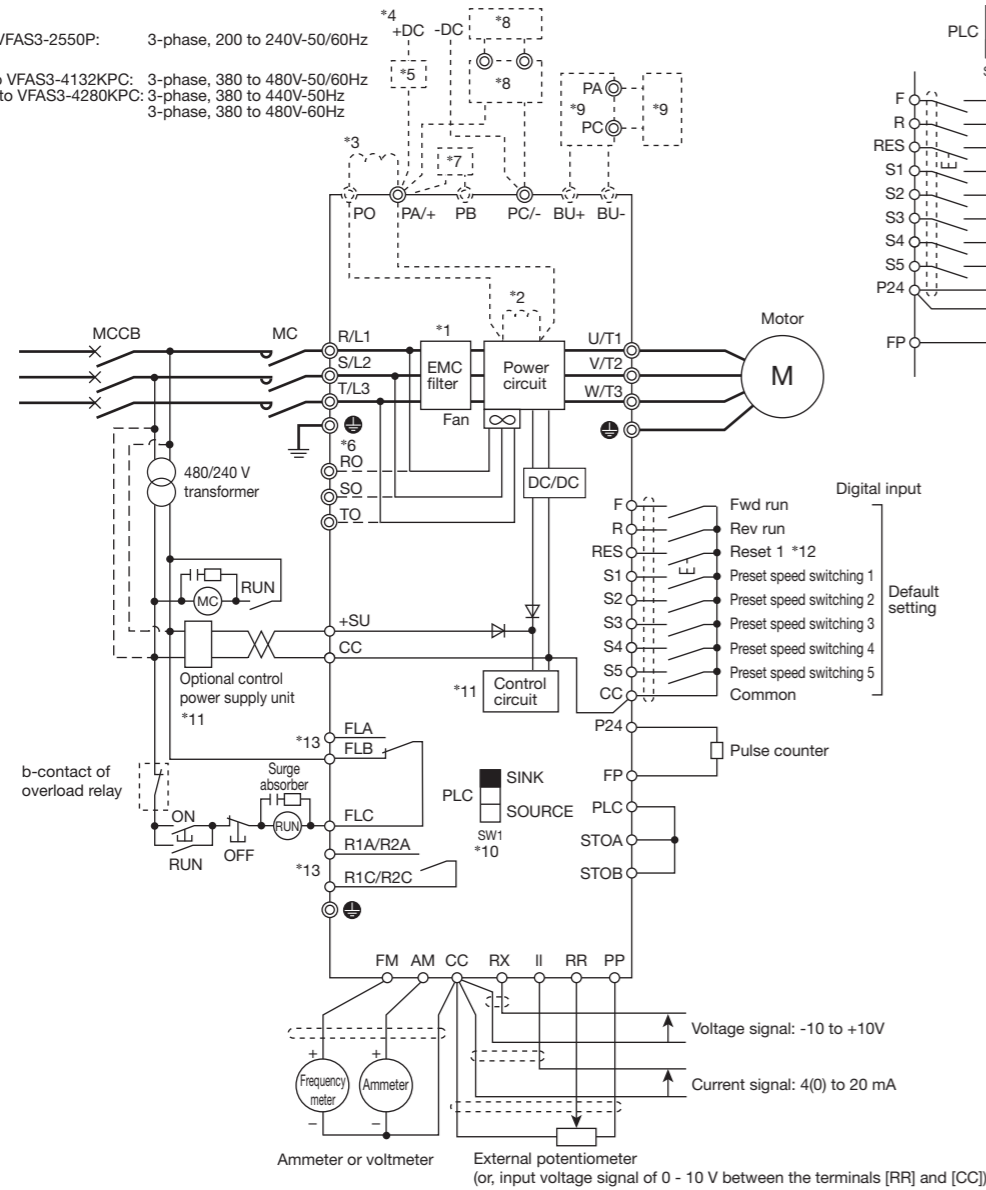 VFAS3-2550P: 3-phase, 200 to 240V-50/60Hz
VFAS3-4132KPC: 3-phase, 380 to 480V-50/60Hz
to VFAS3-4280KPC: 3-phase, 380 to 440V-50Hz
3-phase, 380 to 480V-60Hz
*4
+DC -DC
*8
*5
*8
*3
*7
PA
*9
*9
PC
PO PA/+ PB PC/- BU+ BU-
PLC
F
R
RES
S1
S2
S3
S4
S5
P24
FP
MCCB
MC
R/L1
S/L2
T/L3
*1
EMC
filter
*2
Power
circuit
Fan
U/T1
V/T2
W/T3
Motor
M
*6
RO
SO
TO
480/240 V
transformer
DC/DC
MC
RUN
+SU
CC
Optional control
power supply unit
*11
*11
Control
circuit
Digital input
F Fwd run
R Rev run
RES Reset 1 *12
S1 Preset speed switching 1
S2 Preset speed switching 2
S3 Preset speed switching 3
S4 Preset speed switching 4
S5 Preset speed switching 5
CC Common
Default
setting
P24
Pulse counter
FP
PLC
STOA
STOB
*13
FLA
FLB
FLC
b-contact of
overload relay
Surge
absorber
ON
RUN
OFF
RUN
PLC
SINK
SOURCE
SW1
*10
R1A/R2A
*13
R1C/R2C
FM AM CC RX II RR PP
Voltage signal: -10 to +10V
Current signal: 4(0) to 20 mA
+
Frequency
meter
–
+
Ammeter
–
Ammeter or voltmeter
External potentiometer
(or, input voltage signal of 0 - 10 V between the terminals [RR] and [CC])